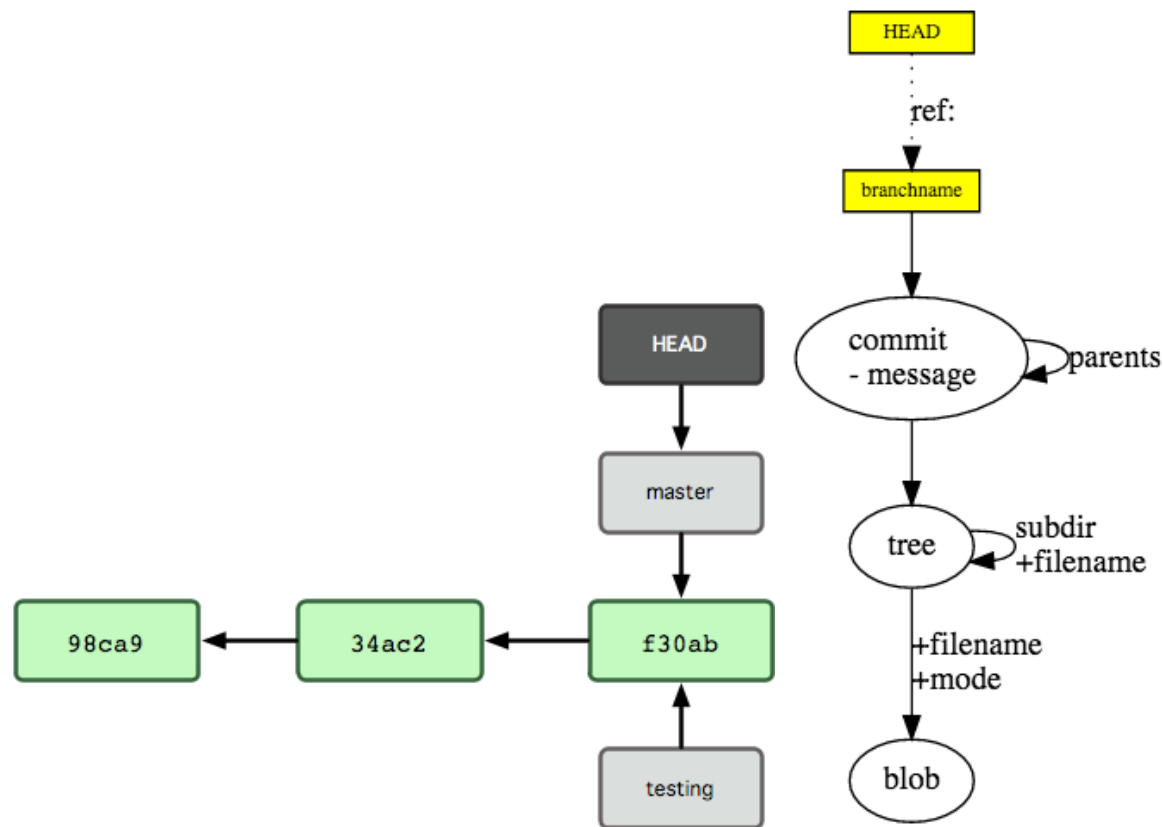 HEAD
ref:
branchname
HEAD
commit
- message
parents
master
tree
subdir
+filename
98ca9
34ac2
f30ab
+filename
+mode
testing
blob